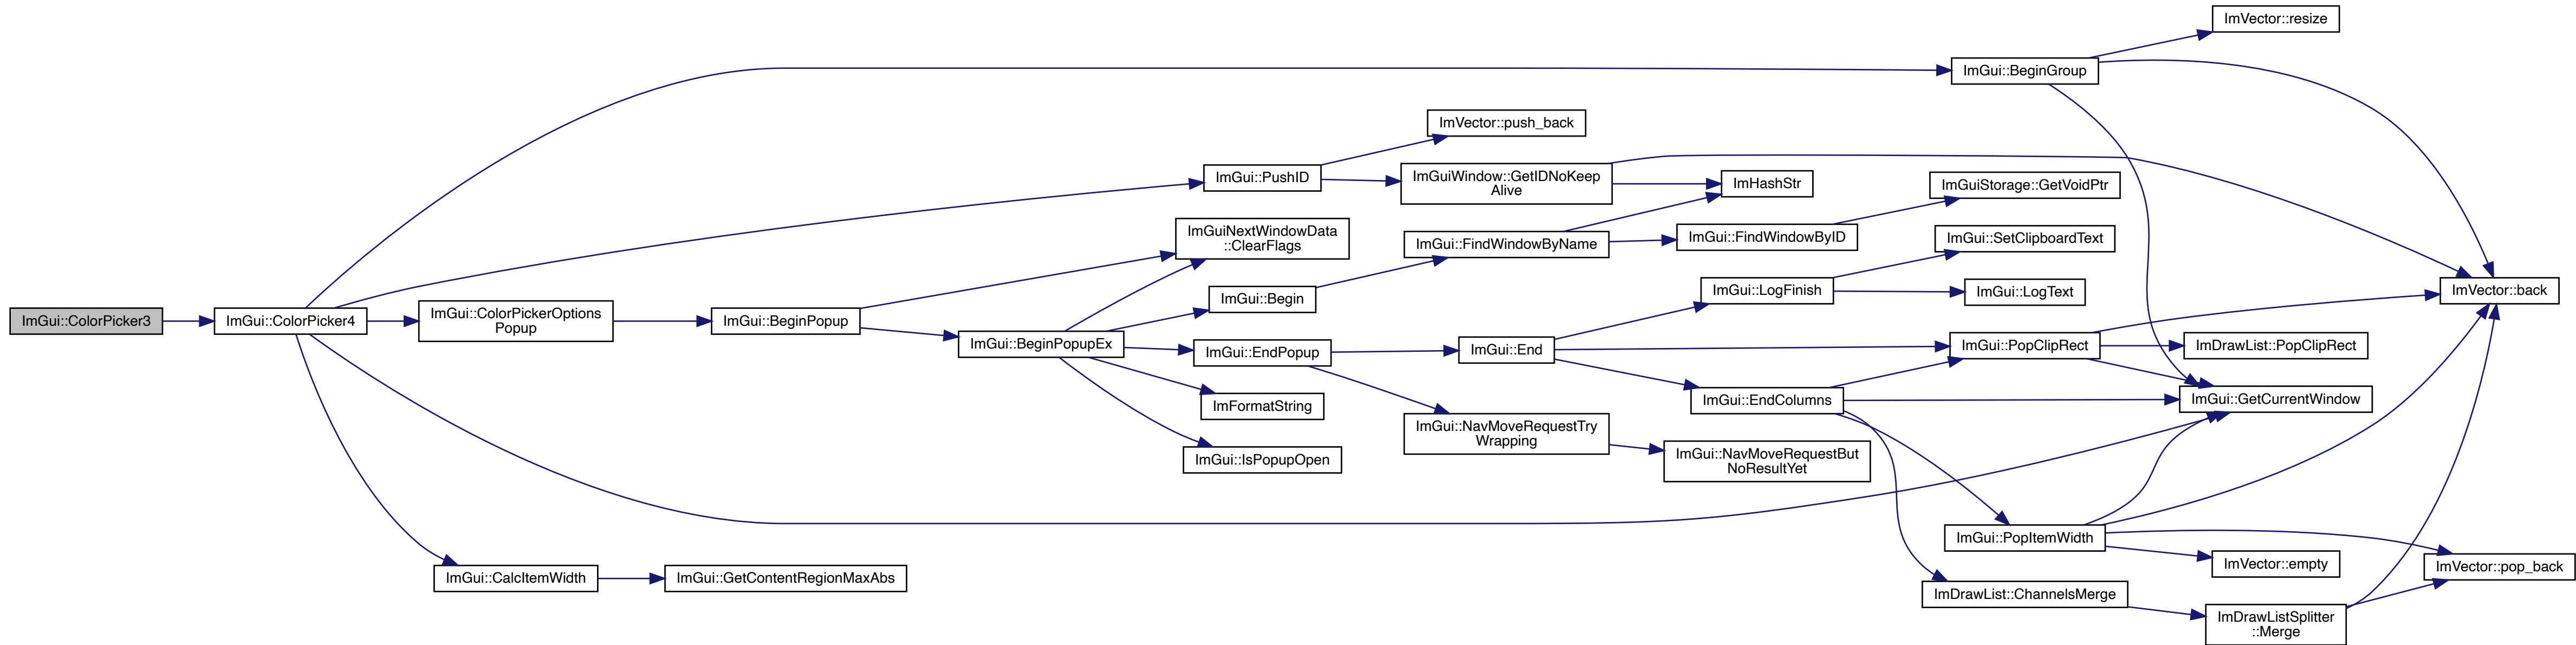 ImGui::ColorPicker3
ImGui::ColorPicker4
ImGui::ColorPickerOptions
Popup
ImGui::CalcItemWidth
ImGui::GetContentRegionMaxAbs
ImGui::BeginPopup
ImGui::BeginPopupEx
ImGui::PushID
ImGuiNextWindowData
::ClearFlags
ImGui::Begin
ImGui::EndPopup
ImFormatString
ImGui::IsPopupOpen
ImVector::push_back
ImGuiWindow::GetIDNoKeep
Alive
ImGui::FindWindowByName
ImGui::End
ImGui::NavMoveRequestTry
Wrapping
ImHashStr
ImGui::FindWindowByID
ImGui::LogFinish
ImGui::EndColumns
ImGui::NavMoveRequestBut
NoResultYet
ImGui::BeginGroup
ImGuiStorage::GetVoidPtr
ImGui::SetClipboardText
ImGui::LogText
ImGui::PopClipRect
ImGui::PopItemWidth
ImDrawList::ChannelsMerge
ImVector::resize
ImVector::back
ImDrawList::PopClipRect
ImGui::GetCurrentWindow
ImVector::empty
ImVector::pop_back
ImDrawListSplitter
::Merge